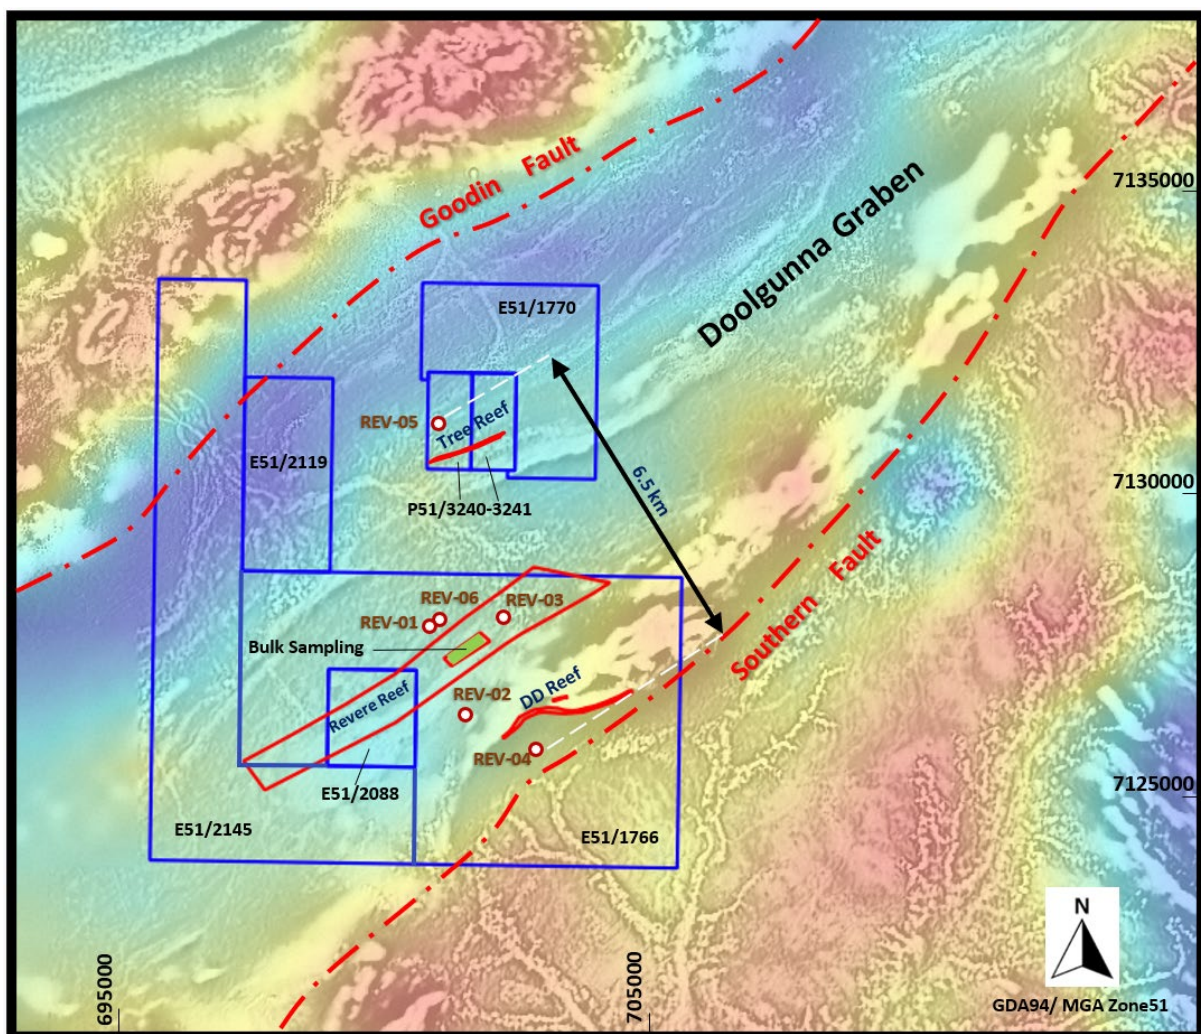 Goodin Fault
Doolgunna Graben
7135000
E51/1770
REV-05
Tree Reef
E51/2119
6.5 km
7130000
P51/3240-3241
Southern Fault
REV-06
REV-03
REV-01
Bulk Sampling
DD Reef
REV-02
Revere Reef
REV-04
E51/2088
7125000
E51/2145
E51/1766
N
695000
705000
GDA94/ MGA Zone51